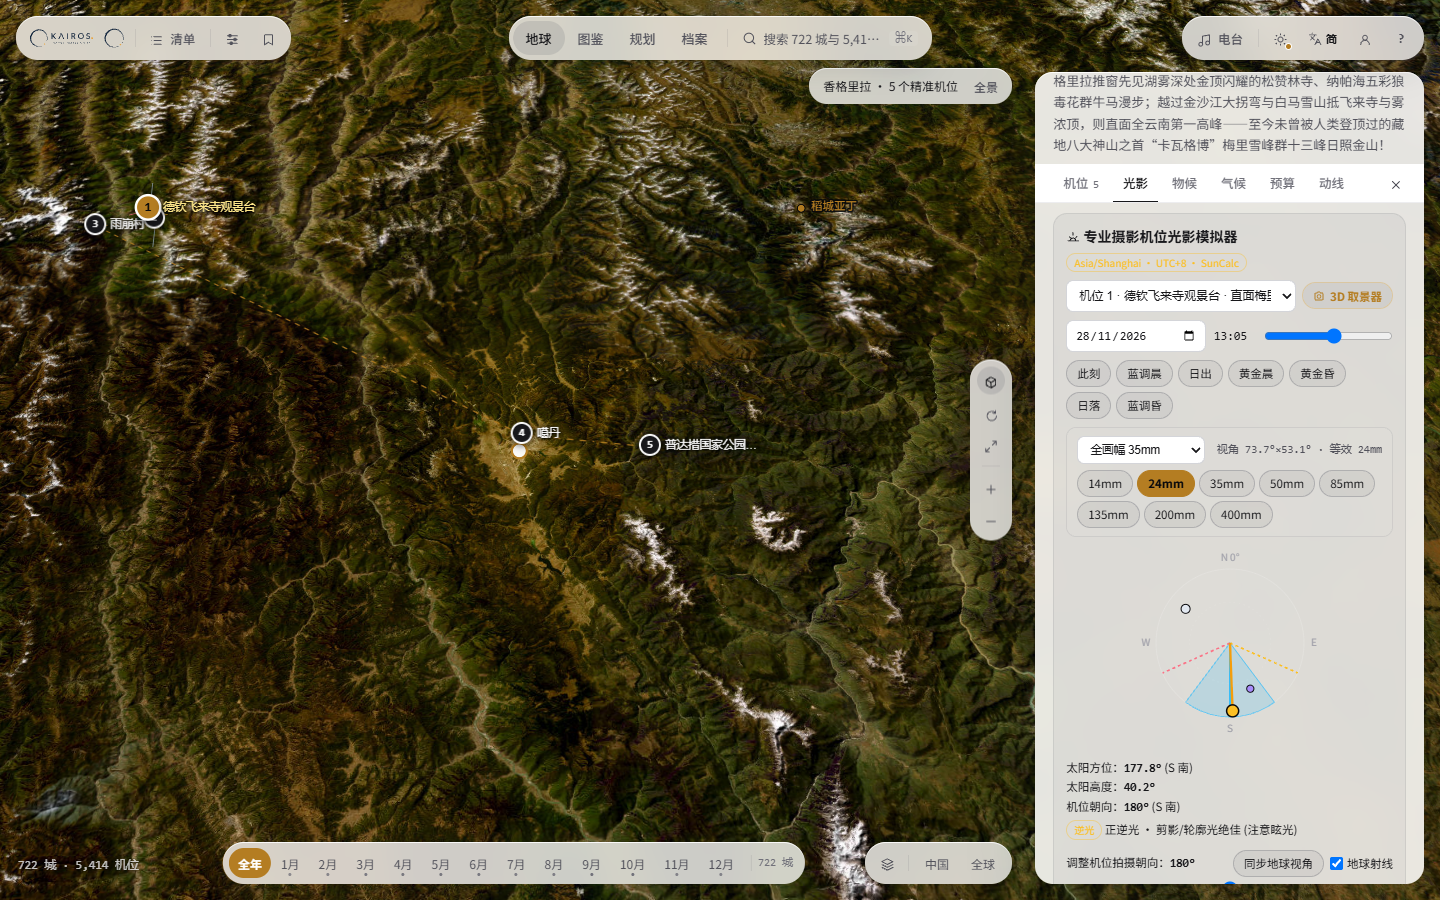 KAIROS
清单
地球
图鉴
规划
档案
搜索 722 城与 5,41…
⌘K
电台
简
?
香格里拉 · 5 个精准机位
全景
格里拉推窗先见湖雾深处金顶闪耀的松赞林寺、纳帕海五彩狼
毒花群牛马漫步；越过金沙江大拐弯与白马雪山抵飞来寺与雾
浓顶，则直面全云南第一高峰——至今未曾被人类登顶过的藏
地八大神山之首“卡瓦格博”梅里雪峰群十三峰日照金山！
机位 5
光影
物候
气候
预算
动线
专业摄影机位光影模拟器
Asia/Shanghai · UTC+8 · SunCalc
机位 1 · 德钦飞来寺观景台 · 直面梅里
3D 取景器
28/11/2026
13:05
此刻
蓝调晨
日出
黄金晨
黄金昏
日落
蓝调昏
全画幅 35mm
视角 73.7°×53.1° · 等效 24mm
14mm
24mm
35mm
50mm
85mm
135mm
200mm
400mm
N 0°
W
E
S
太阳方位：177.8° (S 南)
太阳高度：40.2°
机位朝向：180° (S 南)
逆光
正逆光 · 剪影/轮廓光绝佳 (注意眩光)
调整机位拍摄朝向：180°
同步地球视角
地球射线
1
德钦飞来寺观景台
3
雨崩村
稻城亚丁
4
噶丹
5
普达措国家公园…
722 城 · 5,414 机位
全年
1月
2月
3月
4月
5月
6月
7月
8月
9月
10月
11月
12月
722 城
中国
全球